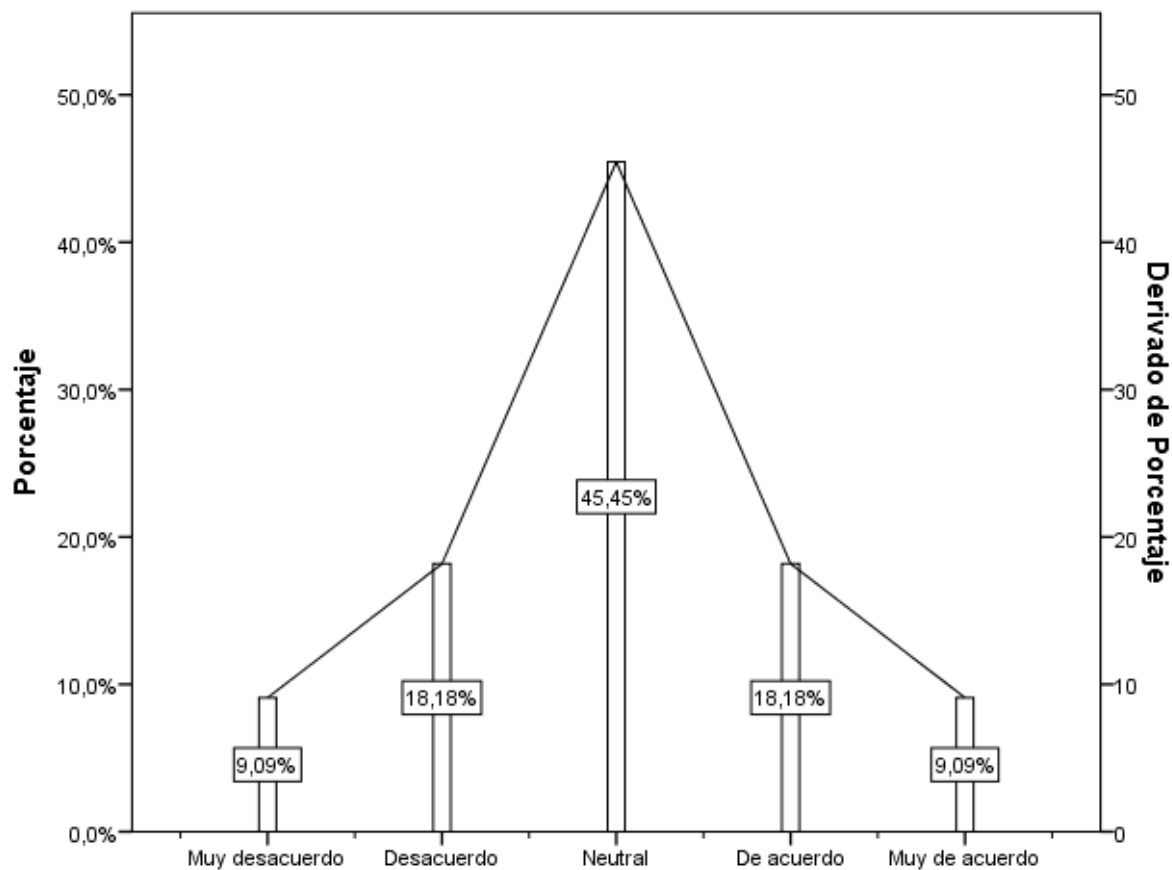 50,0%
50
40,0%
40
30,0%
30
20,0%
20
10,0%
10
0,0%
0
Porcentaje
Derivado de Porcentaje
45,45%
18,18%
18,18%
9,09%
9,09%
Muy desacuerdo
Desacuerdo
Neutral
De acuerdo
Muy de acuerdo